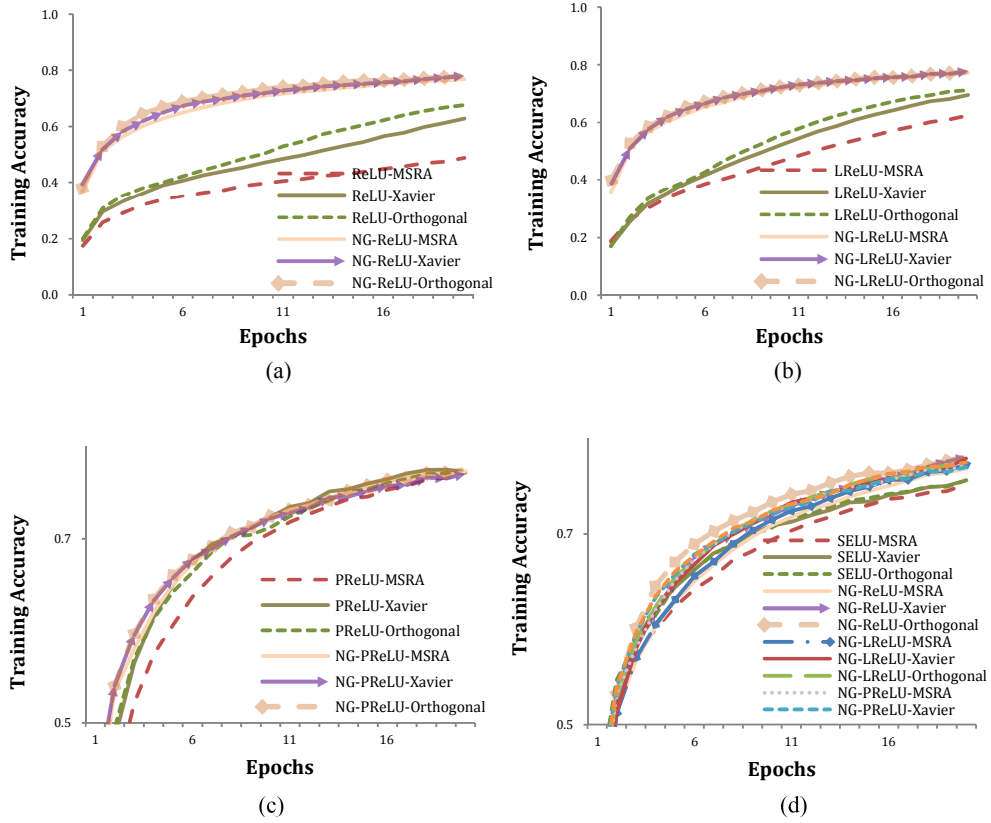 Training Accuracy
1.0
0.8
0.6
0.4
0.2
0.0
1
6
11
16
Epochs
ReLU-MSRA
ReLU-Xavier
ReLU-Orthogonal
NG-ReLU-MSRA
NG-ReLU-Xavier
NG-ReLU-Orthogonal
(a)
Training Accuracy
1.0
0.8
0.6
0.4
0.2
0.0
1
6
11
16
Epochs
LReLU-MSRA
LReLU-Xavier
LReLU-Orthogonal
NG-LReLU-MSRA
NG-LReLU-Xavier
NG-LReLU-Orthogonal
(b)
Training Accuracy
0.7
0.5
1
6
11
16
Epochs
PReLU-MSRA
PReLU-Xavier
PReLU-Orthogonal
NG-PReLU-MSRA
NG-PReLU-Xavier
NG-PReLU-Orthogonal
(c)
Training Accuracy
0.7
0.5
1
6
11
16
Epochs
SELU-MSRA
SELU-Xavier
SELU-Orthogonal
NG-ReLU-MSRA
NG-ReLU-Xavier
NG-ReLU-Orthogonal
NG-LReLU-MSRA
NG-LReLU-Xavier
NG-LReLU-Orthogonal
NG-PReLU-MSRA
NG-PReLU-Xavier
(d)